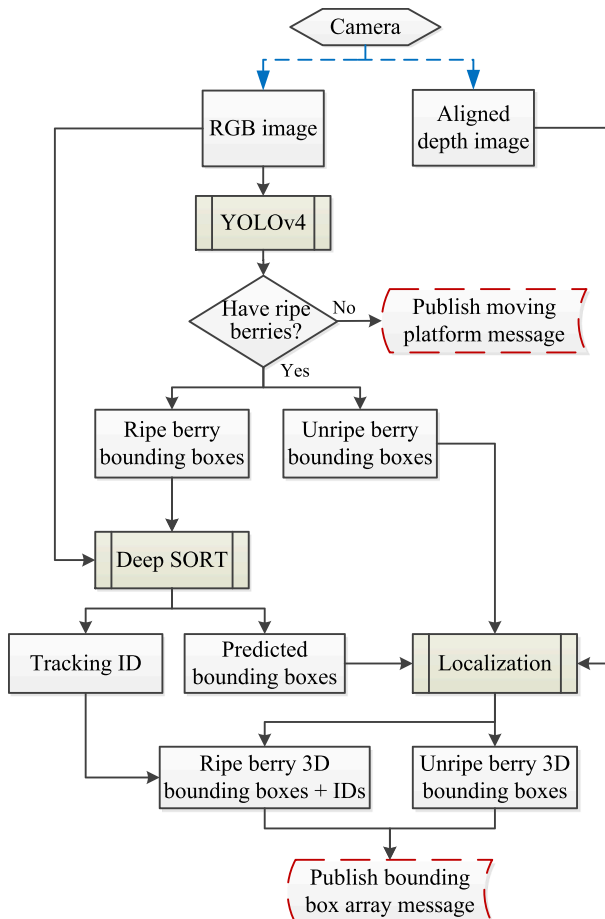 Camera
RGB image
Aligned
depth image
YOLOv4
Have ripe
berries?
No
Publish moving
platform message
Yes
Ripe berry
bounding boxes
Unripe berry
bounding boxes
Deep SORT
Tracking ID
Predicted
bounding boxes
Localization
Ripe berry 3D
bounding boxes + IDs
Unripe berry 3D
bounding boxes
Publish bounding
box array message